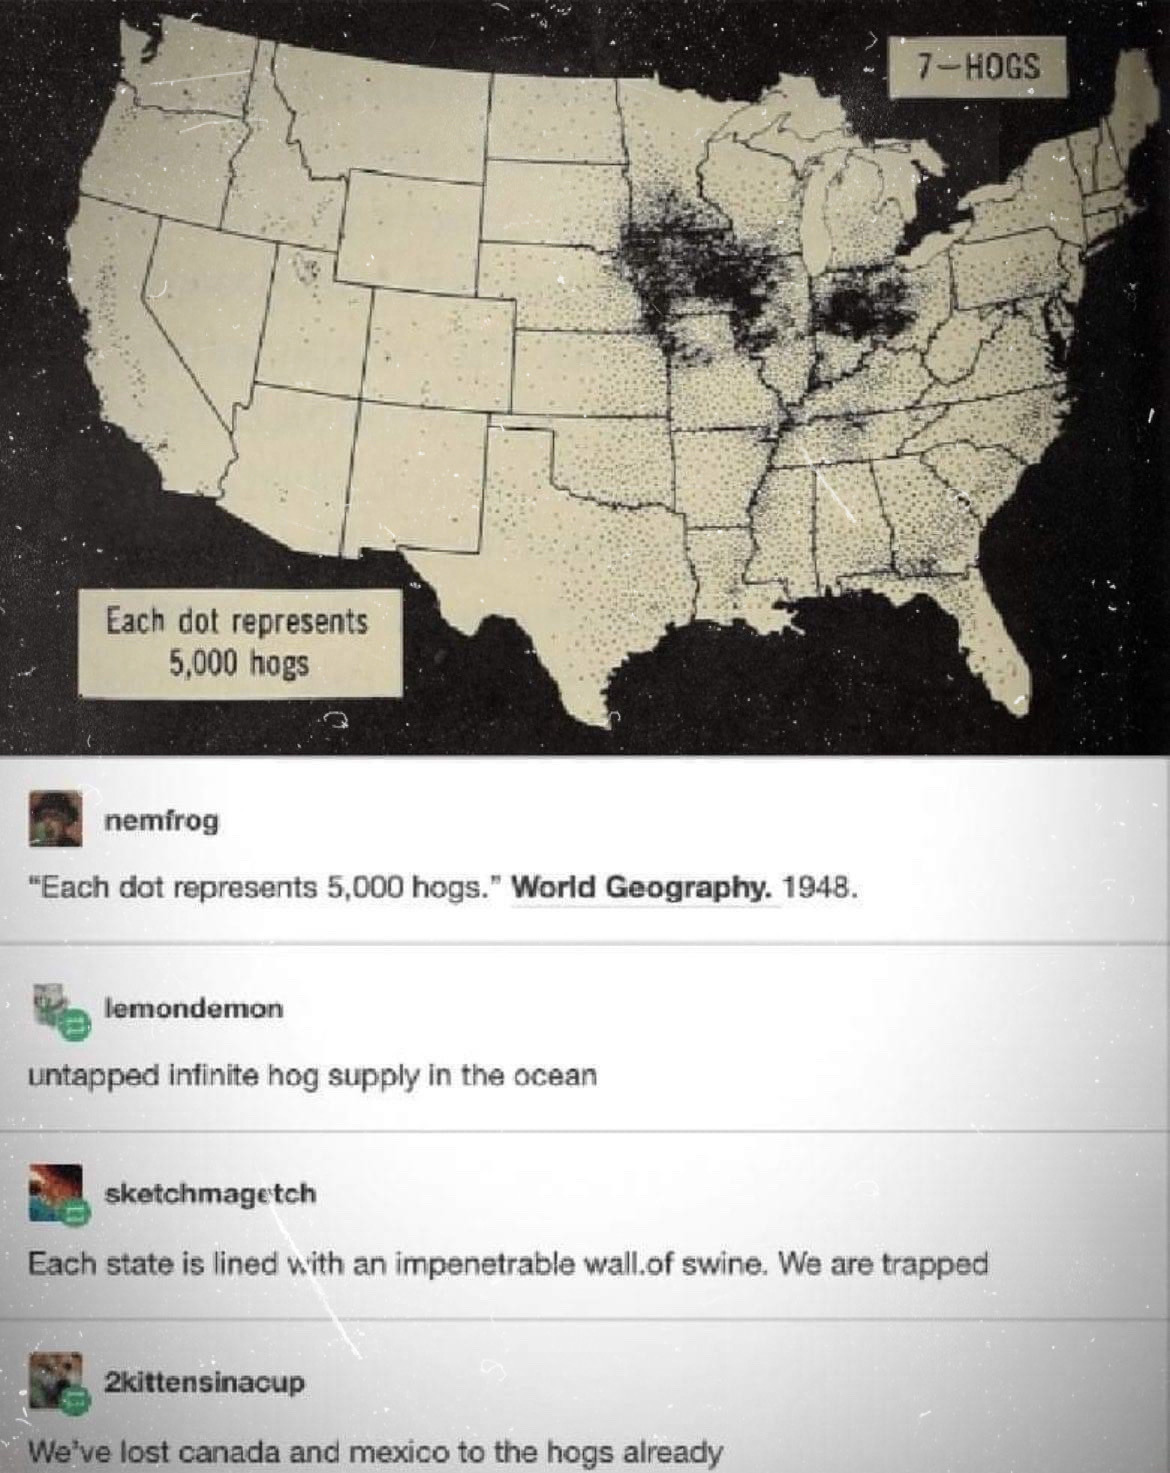 7-HOGS
Each dot represents
5,000 hogs
nemfrog
“Each dot represents 5,000 hogs.” World Geography. 1948.
lemondemon
untapped infinite hog supply in the ocean
sketchmagetch
Each state is lined with an impenetrable wall.of swine. We are trapped
2kittensinacup
We've lost canada and mexico to the hogs already